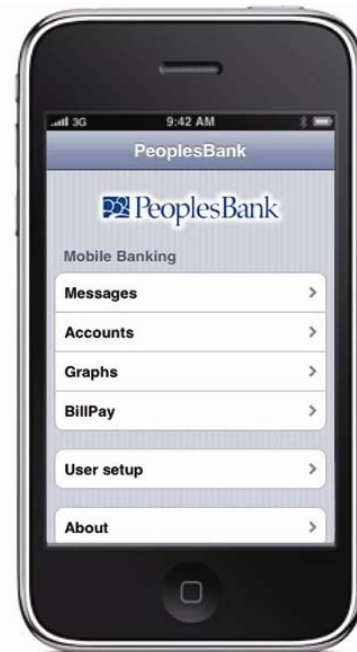 3G 9:42 AM
PeoplesBank
PeoplesBank
Mobile Banking
Messages
Accounts
Graphs
BillPay
User setup
About